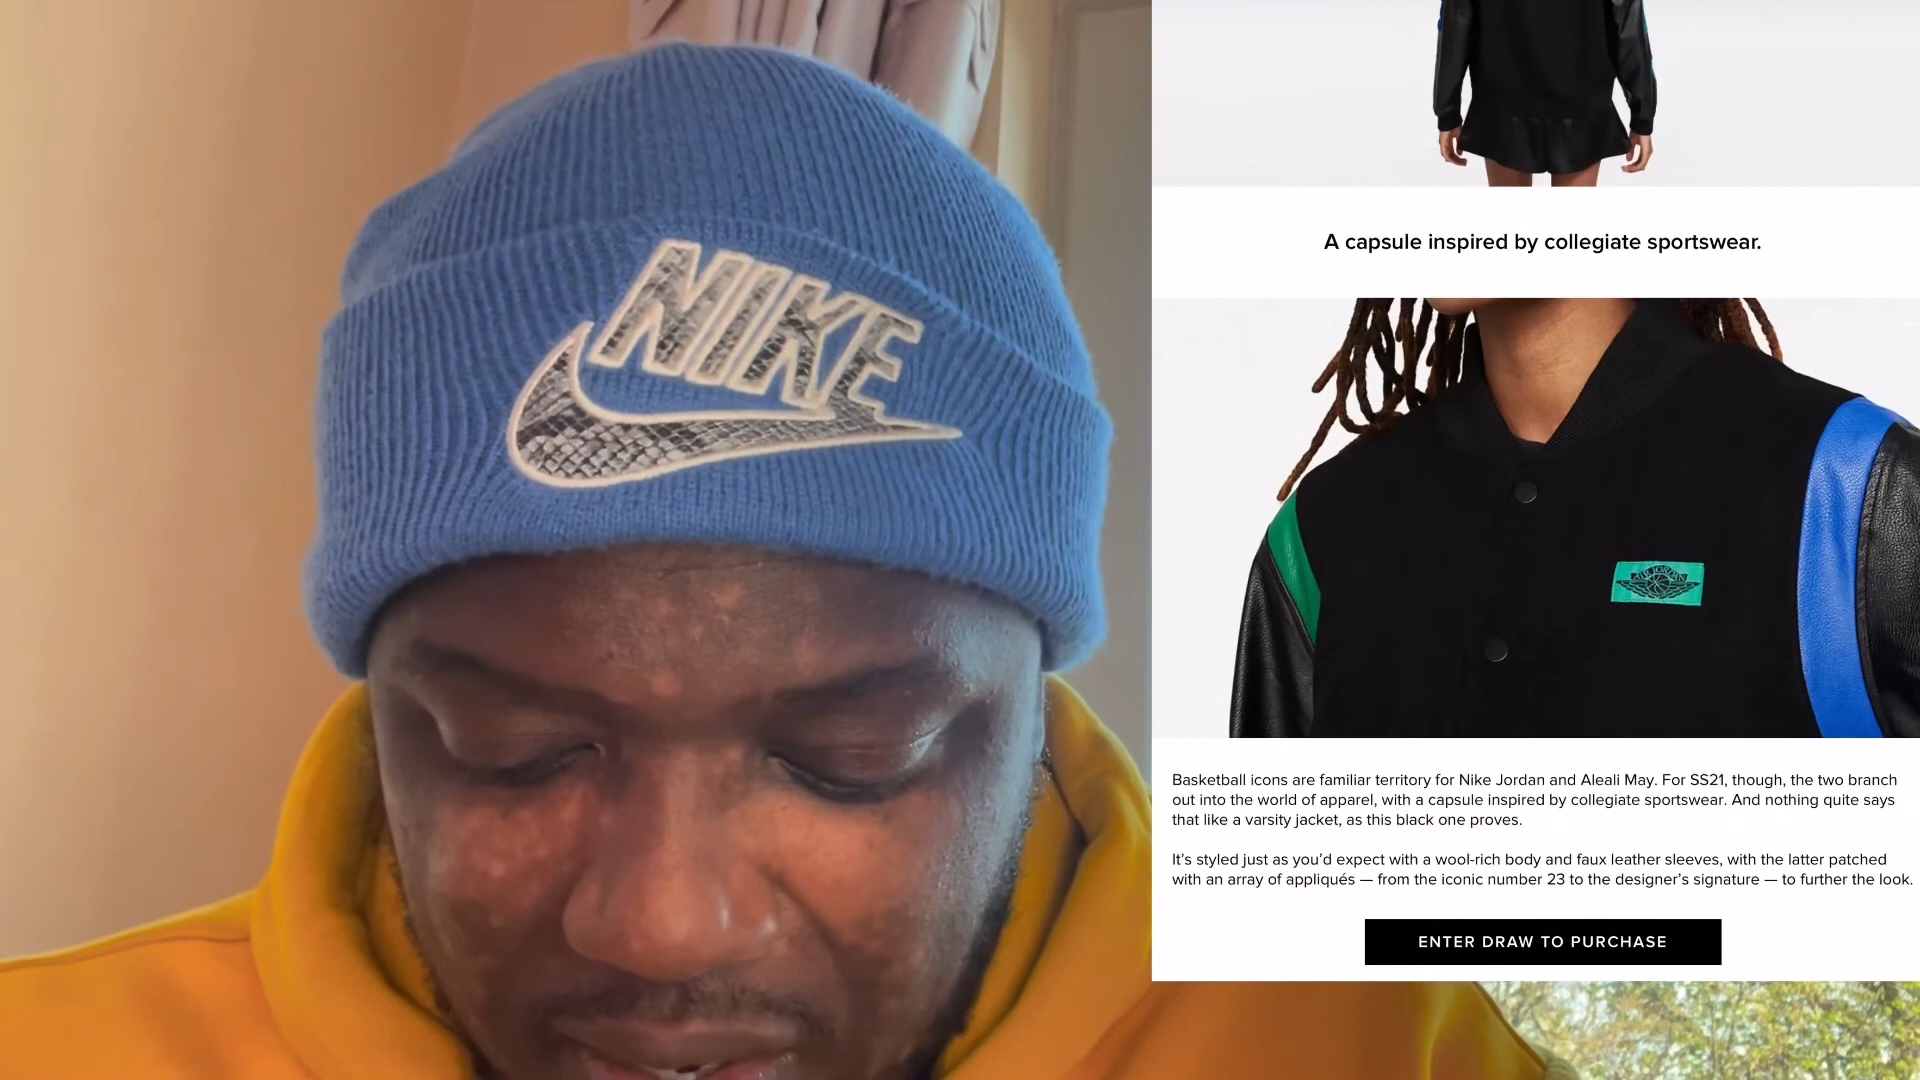 NIKE
A capsule inspired by collegiate sportswear.
AIR JORDAN
Basketball icons are familiar territory for Nike Jordan and Aleali May. For SS21, though, the two branch
out into the world of apparel, with a capsule inspired by collegiate sportswear. And nothing quite says
that like a varsity jacket, as this black one proves.
It's styled just as you'd expect with a wool-rich body and faux leather sleeves, with the latter patched
with an array of appliqués — from the iconic number 23 to the designer's signature — to further the look.
ENTER DRAW TO PURCHASE